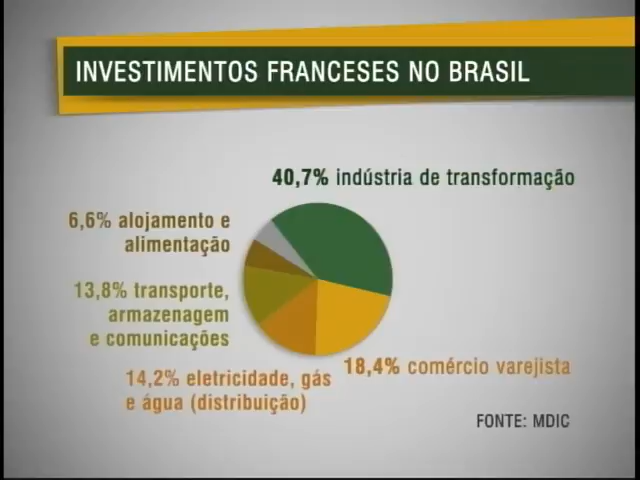 INVESTIMENTOS FRANCESES NO BRASIL
40,7% indústria de transformação
6,6% alojamento e
alimentação
13,8% transporte,
armazenagem
e comunicações
14,2% eletricidade, gás
e água (distribuição)
18,4% comércio varejista
FONTE: MDIC